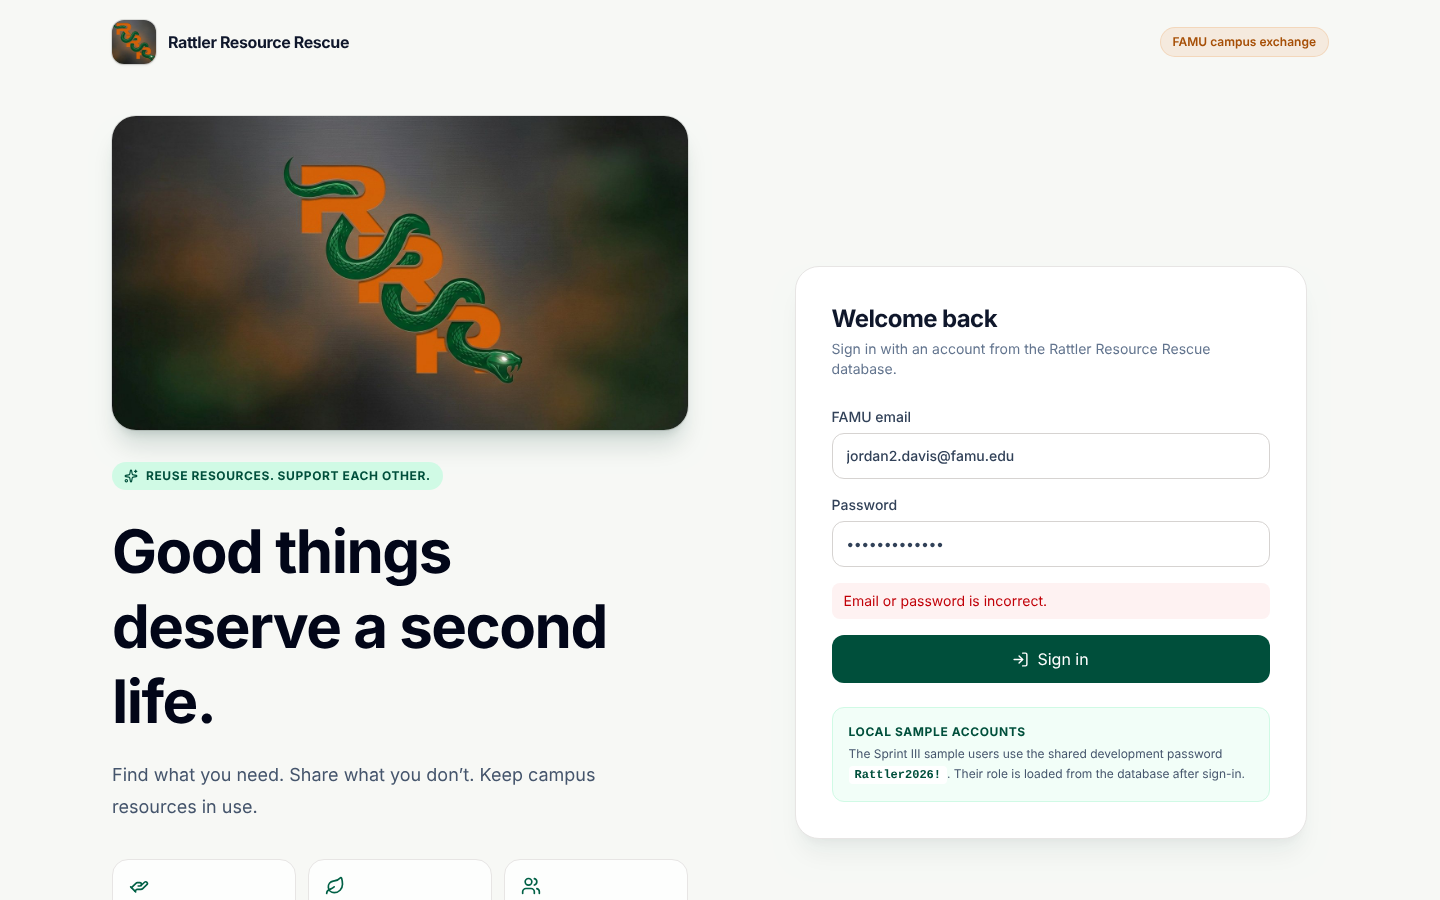 Rattler Resource Rescue
FAMU campus exchange
RRR
REUSE RESOURCES. SUPPORT EACH OTHER.
Good things
deserve a second
life.
Find what you need. Share what you don’t. Keep campus
resources in use.
Welcome back
Sign in with an account from the Rattler Resource Rescue
database.
FAMU email
jordan2.davis@famu.edu
Password
•••••••••••••
Email or password is incorrect.
Sign in
LOCAL SAMPLE ACCOUNTS
The Sprint III sample users use the shared development password
Rattler2026! . Their role is loaded from the database after sign-in.